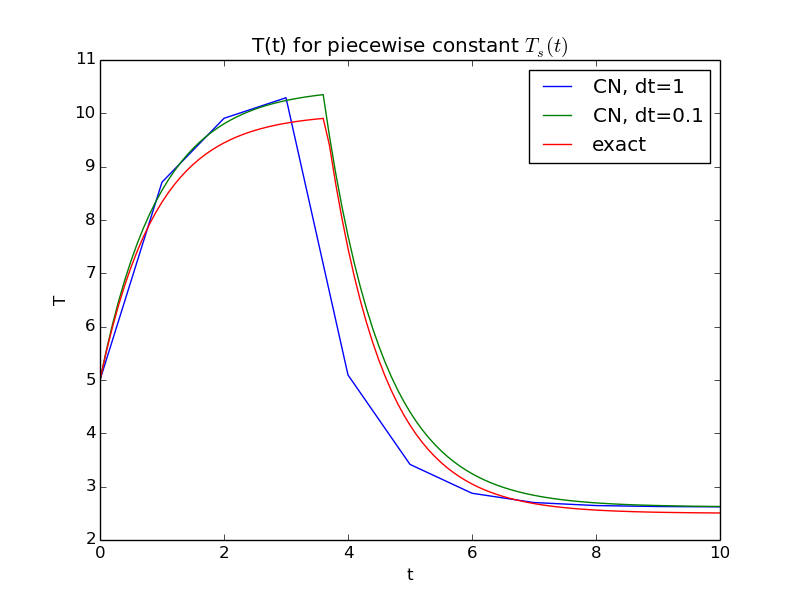 T(t) for piecewise constant $T_s(t)$
CN, dt=1
CN, dt=0.1
exact
11
10
9
8
7
6
5
4
3
2
T
0 2 4 6 8 10
t